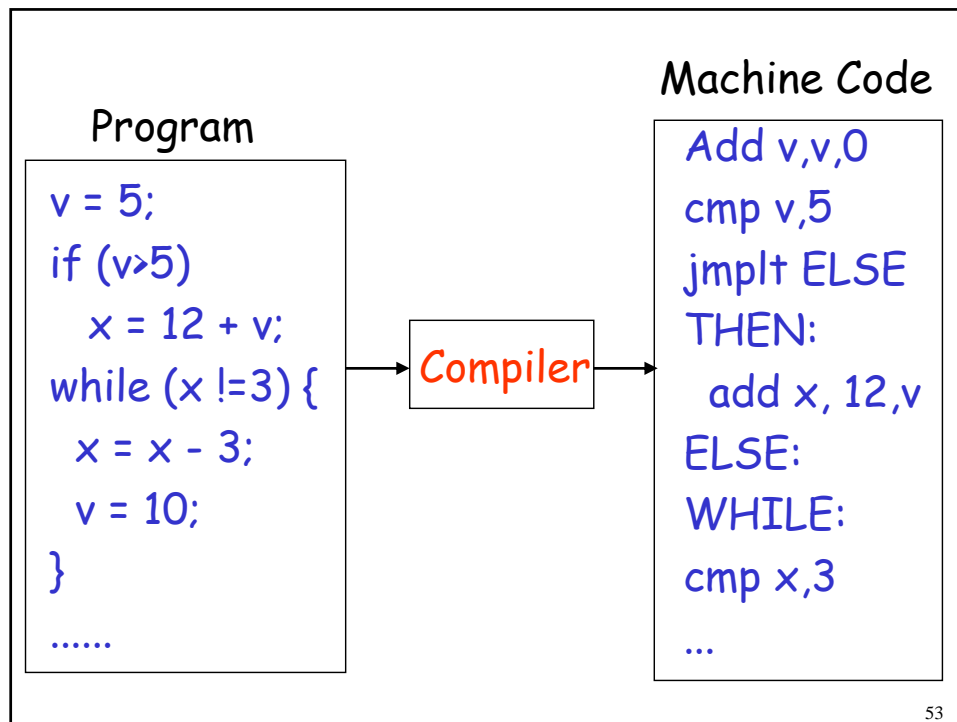 Program
v = 5;
if (v>5)
x = 12 + v;
while (x !=3) {
x = x - 3;
v = 10;
}
......
Compiler
Machine Code
Add v,v,0
cmp v,5
jmplt ELSE
THEN:
add x, 12,v
ELSE:
WHILE:
cmp x,3
...
53